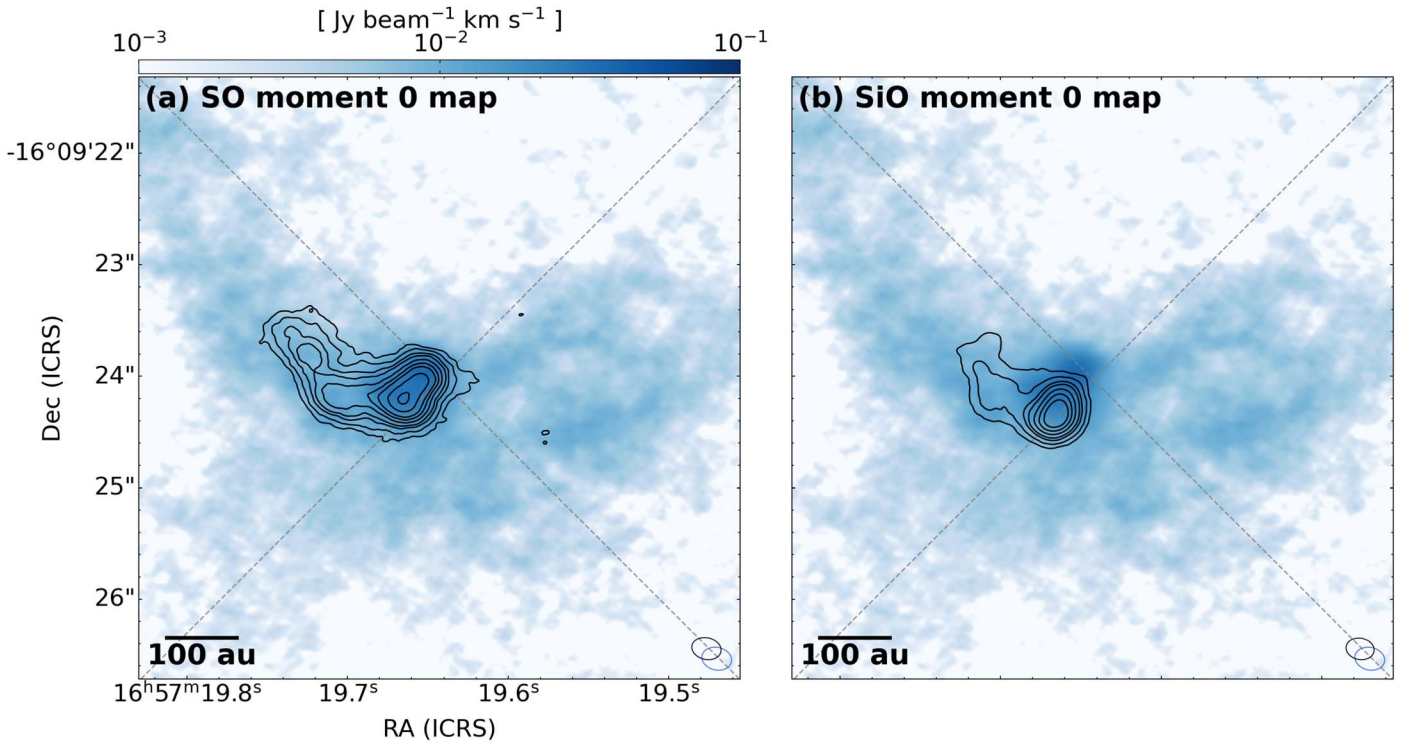 [ Jy beam⁻¹ km s⁻¹ ]
10⁻³ 10⁻² 10⁻¹
(a) SO moment 0 map
(b) SiO moment 0 map
-16°09'22"
23"
24"
25"
26"
Dec (ICRS)
100 au
100 au
16ʰ57ᵐ19.8ˢ 19.7ˢ 19.6ˢ 19.5ˢ
RA (ICRS)